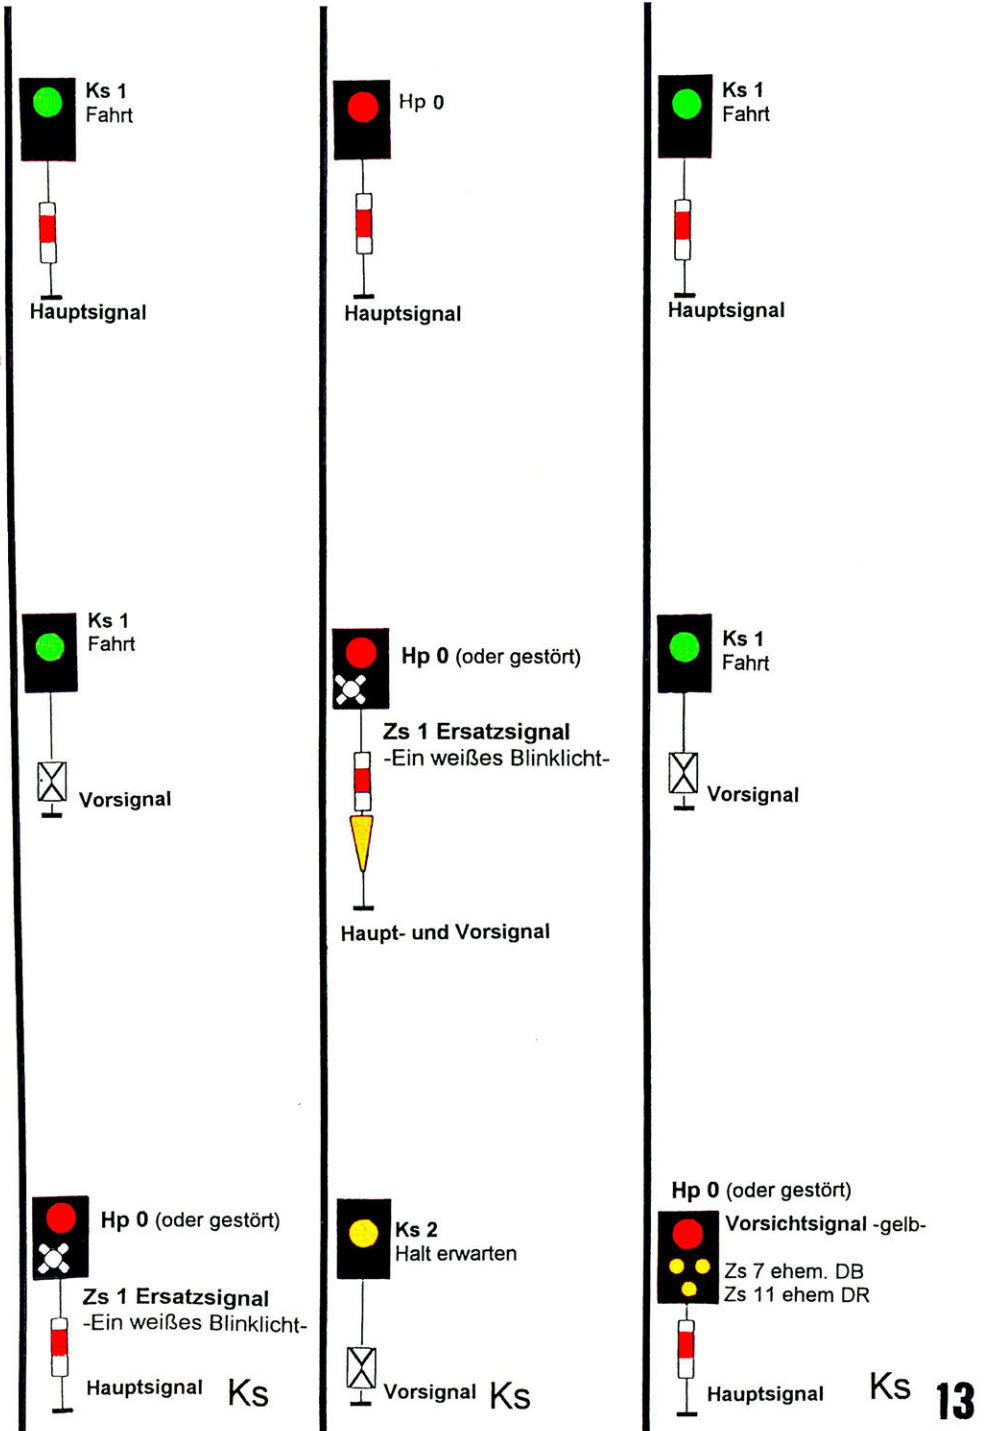 Ks 1
Fahrt
Hauptsignal
Ks 1
Fahrt
Vorsignal
Hp 0 (oder gestört)
Zs 1 Ersatzsignal
-Ein weißes Blinklicht-
Hauptsignal Ks
Hp 0
Hauptsignal
Hp 0 (oder gestört)
Zs 1 Ersatzsignal
-Ein weißes Blinklicht-
Haupt- und Vorsignal
Ks 2
Halt erwarten
Vorsignal Ks
Ks 1
Fahrt
Hauptsignal
Ks 1
Fahrt
Vorsignal
Hp 0 (oder gestört)
Vorsichtsignal -gelb-
Zs 7 ehem. DB
Zs 11 ehem DR
Hauptsignal Ks
13